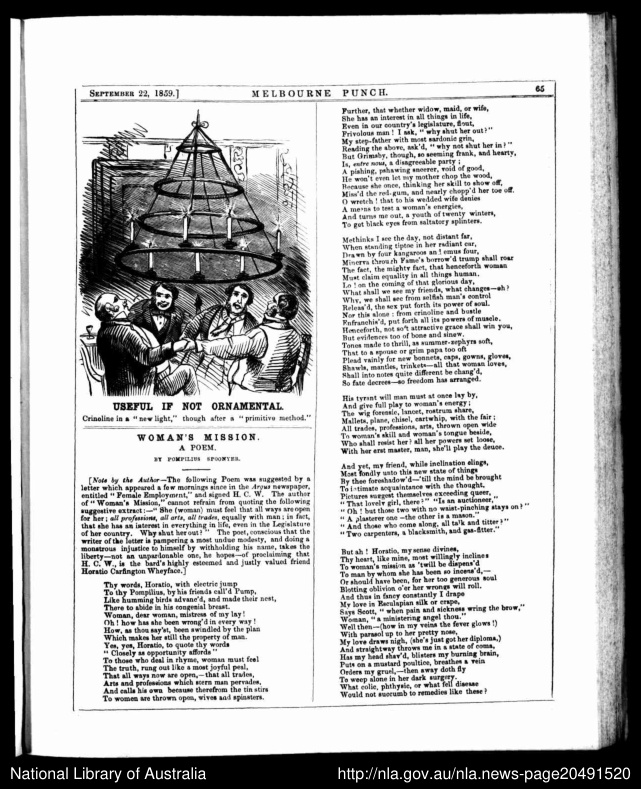 SEPTEMBER 22, 1859.]
MELBOURNE PUNCH.
65
USEFUL IF NOT ORNAMENTAL.
Crinoline in a "new light," though after a "primitive method."
WOMAN'S MISSION.
A POEM.
BY POMPILIUS SPOONYER.
[Note by the Author—The following Poem was suggested by a
letter which appeared a few mornings since in the Argus newspaper,
entitled "Female Employment," and signed H. C. W. The author
of "Woman's Mission," cannot refrain from quoting the following
suggestive extract:—"She (woman) must feel that all ways are open
for her; all professions, all arts, all trades, equally with man; in fact,
that she has an interest in everything in life, even in the Legislature
of her country. Why shut her out?" The poet, conscious that the
writer of the letter is pampering a most undue modesty, and doing a
monstrous injustice to himself by withholding his name, takes the
liberty—not an unpardonable one, he hopes—of proclaiming that
H. C. W., is the bard's highly esteemed and justly valued friend
Horatio Carfington Wheyface.]
Thy words, Horatio, with electric jump
To thy Pompilius, by his friends call'd Pump,
Like humming birds advanc'd, and made their nest,
There to abide in his congenial breast.
Woman, dear woman, mistress of my lay!
Oh! how has she been wrong'd in every way!
How, as thou say'st, been swindled by the plan
Which makes her still the property of man.
Yes, yes, Horatio, to quote thy words
"Closely as opportunity affords"
To those who deal in rhyme, woman must feel
The truth, rung out like a most joyful peal,
That all ways now are open,—that all trades,
Arts and professions which stern man pervades,
And calls his own because therefrom the tin stirs
To women are thrown open, wives and spinsters.
Further, that whether widow, maid, or wife,
She has an interest in all things in life,
Even in our country's legislature, flout,
Frivolous man! I ask, "why shut her out?"
My step-father with most sardonic grin,
Reading the above, ask'd, "why not shut her in?"
But Grimsby, though, so seeming frank, and hearty,
Is, entre nous, a disagreeable party;
A pishing, pshawing sneerer, void of good,
He won't even let my mother chop the wood,
Because she once, thinking her skill to show off,
Miss'd the red-gum, and nearly chopp'd her toe off.
O wretch! that to his wedded wife denies
A means to test a woman's energies,
And turns me out, a youth of twenty winters,
To get black eyes from saltatory splinters.
Methinks I see the day, not distant far,
When standing tiptoe in her radiant car,
Drawn by four kangaroos and emus four,
Minerva through Fame's borrow'd trump shall roar
The fact, the mighty fact, that henceforth woman
Must claim equality in all things human.
Lo! on the coming of that glorious day,
What shall we see my friends, what changes—eh?
Why, we shall see from selfish man's control
Releas'd, the sex put forth its power of soul.
Nor this alone: from crinoline and bustle
Enfranchis'd, put forth all its powers of muscle.
Henceforth, not soft attractive grace shall win you,
But evidences too of bone and sinew.
Tones made to thrill, as summer-zephyrs soft,
That to a spouse or grim papa too oft
Plead vainly for new bonnets, caps, gowns, gloves,
Shawls, mantles, trinkets—all that woman loves,
Shall into notes quite different be chang'd,
So fate decrees—so freedom has arranged.
His tyrant will man must at once lay by,
And give full play to woman's energy;
The wig forensic, lancet, rostrum share,
Mallets, plane, chisel, cartwhip, with the fair;
All trades, professions, arts, thrown open wide
To woman's skill and woman's tongue beside,
Who shall resist her? all her powers set loose,
With her erst master, man, she'll play the deuce.
And yet, my friend, while inclination clings,
Most fondly unto this new state of things
By thee foreshadow'd—'till the mind be brought
To intimate acquaintance with the thought,
Pictures suggest themselves exceeding queer,
"That lovely girl, there?" "Is an auctioneer,"
"Oh! but those two with no waist-pinching stays on?"
"A plasterer one—the other is a mason."
"And those who come along, all talk and titter?"
"Two carpenters, a blacksmith, and gas-fitter."
But ah! Horatio, my sense divines,
Thy heart, like mine, most willingly inclines
To woman's mission as 'twill be dispens'd
To man by whom she has been so incens'd,—
Or should have been, for her too generous soul
Blotting oblivion o'er her wrongs will roll.
And thus in fancy constantly I drape
My love in Esculapian silk or crape,
Says Scott, "when pain and sickness wring the brow,"
Woman, "a ministering angel thou."
Well then—(how in my veins the fever glows!)
With parasol up to her pretty nose,
My love draws nigh, (she's just got her diploma,)
And straightway throws me in a state of coma,
Has my head shav'd, blisters my burning brain,
Puts on a mustard poultice, breathes a vein
Orders my gruel,—then away doth fly
To weep alone in her dark surgery.
What colic, phthysic, or what fell disease
Would not succumb to remedies like these?
National Library of Australia
http://nla.gov.au/nla.news-page20491520